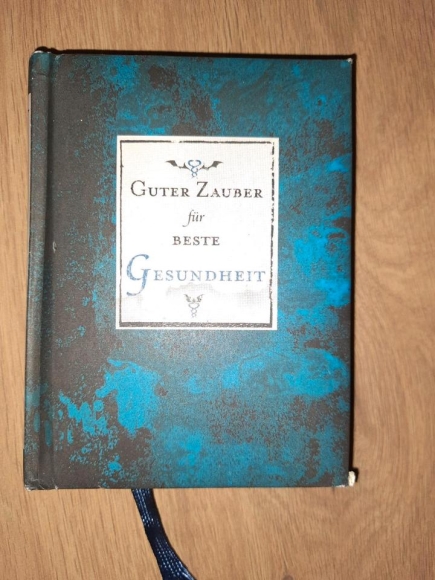 GUTER ZAUBER
für
BESTE
GESUNDHEIT